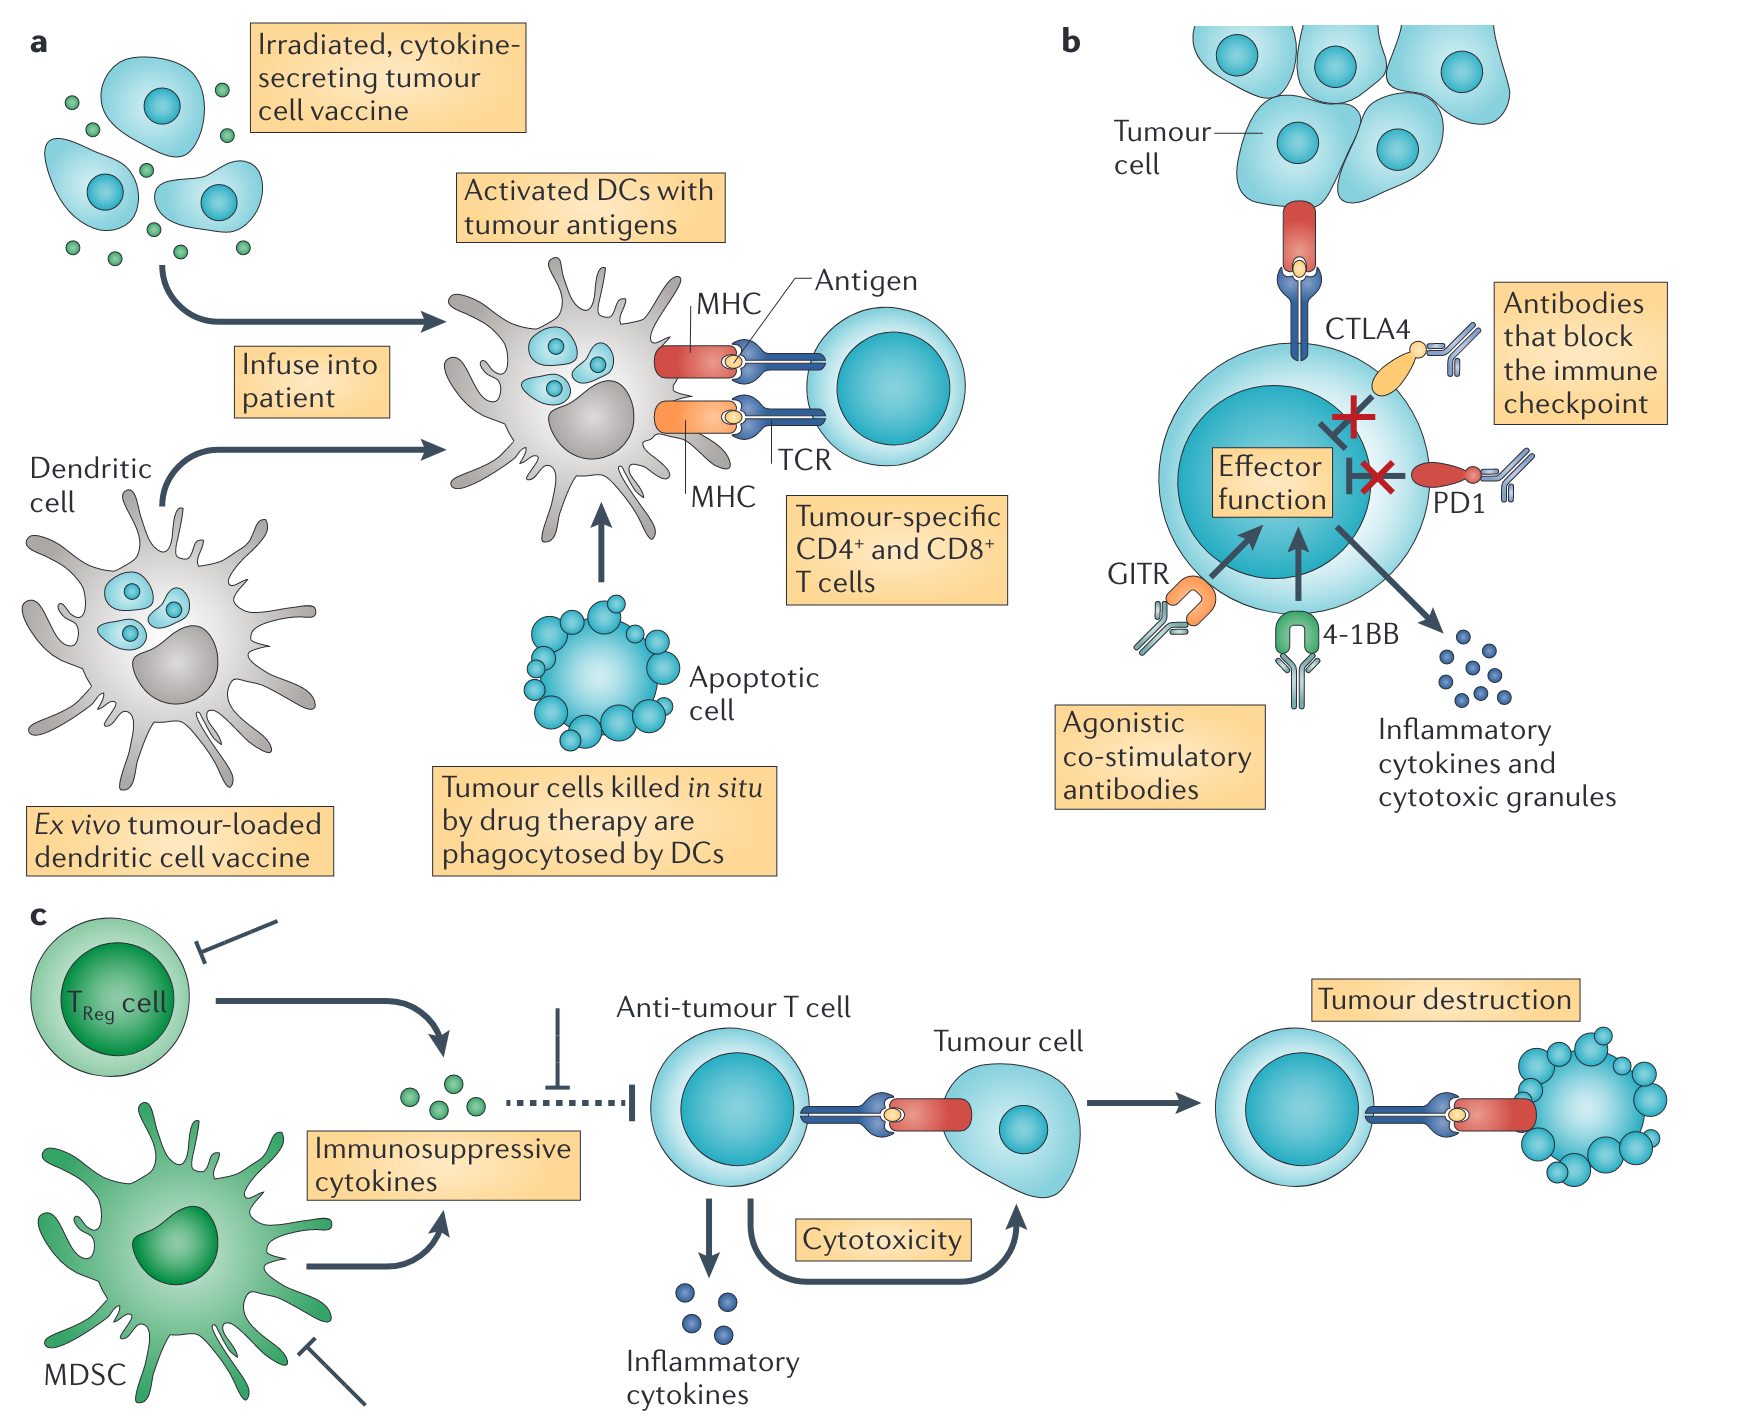 a
Irradiated, cytokine-
secreting tumour
cell vaccine
Activated DCs with
tumour antigens
Antigen
MHC
Infuse into
patient
TCR
MHC
Dendritic
cell
Tumour-specific
CD4⁺ and CD8⁺
T cells
Apoptotic
cell
Ex vivo tumour-loaded
dendritic cell vaccine
Tumour cells killed in situ
by drug therapy are
phagocytosed by DCs
b
Tumour
cell
CTLA4
Antibodies
that block
the immune
checkpoint
Effector
function
PD1
GITR
4-1BB
Agonistic
co-stimulatory
antibodies
Inflammatory
cytokines and
cytotoxic granules
c
TReg cell
Immunosuppressive
cytokines
MDSC
Anti-tumour T cell
Tumour cell
Cytotoxicity
Inflammatory
cytokines
Tumour destruction